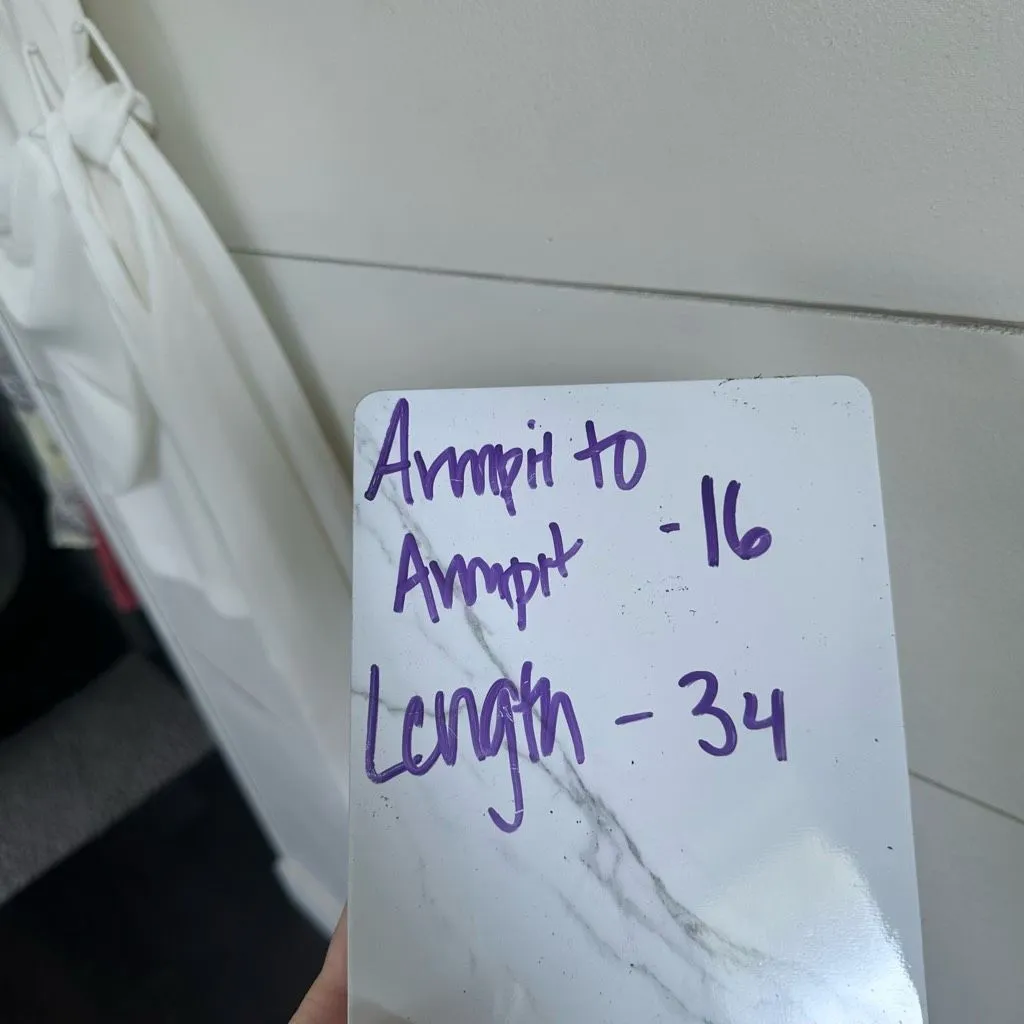 Armpit to
Armpit - 16
Length - 34